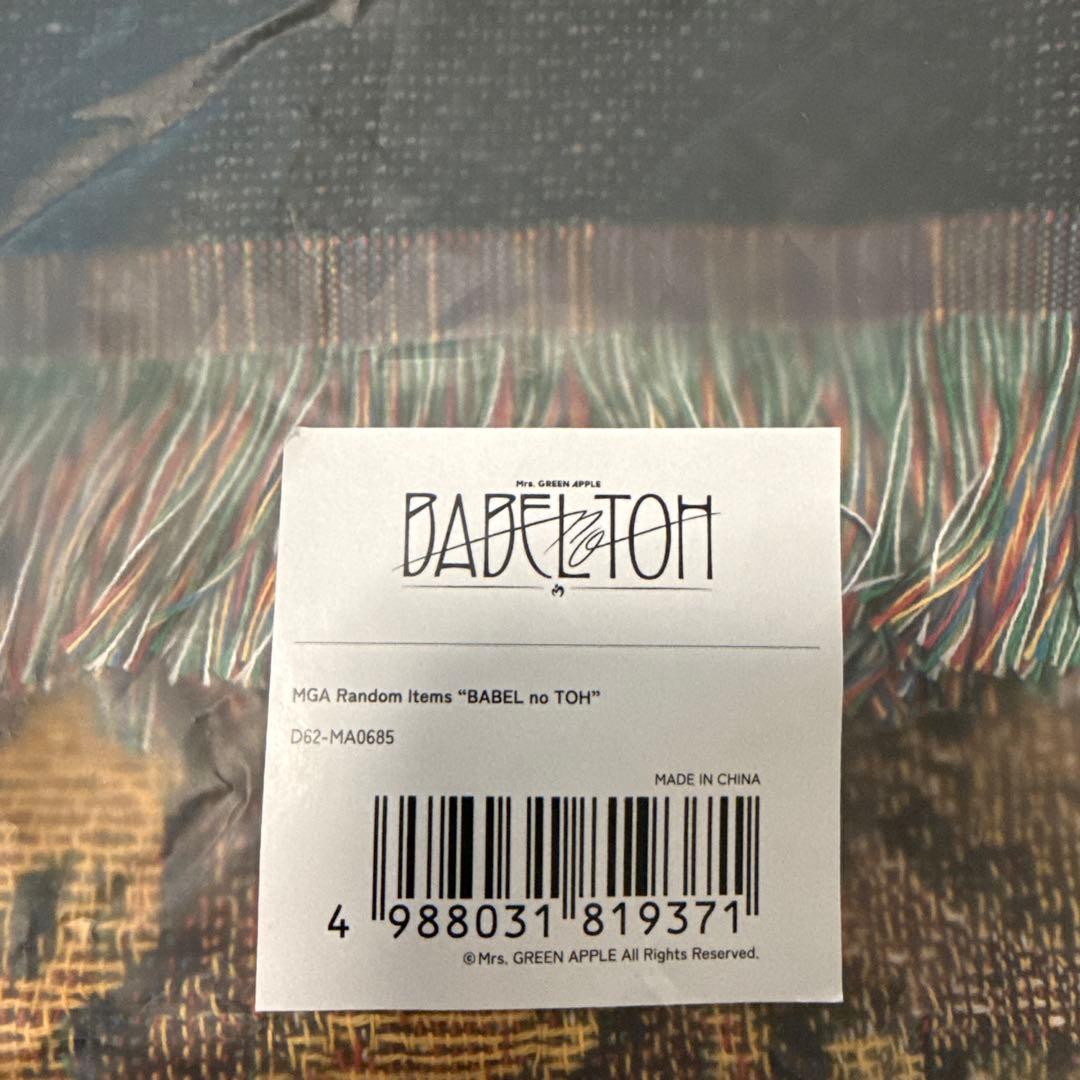 Mrs. GREEN APPLE
BABEL no TOH
MGA Random Items “BABEL no TOH”
D62-MA0685
MADE IN CHINA
4 988031 819371
©Mrs. GREEN APPLE All Rights Reserved.